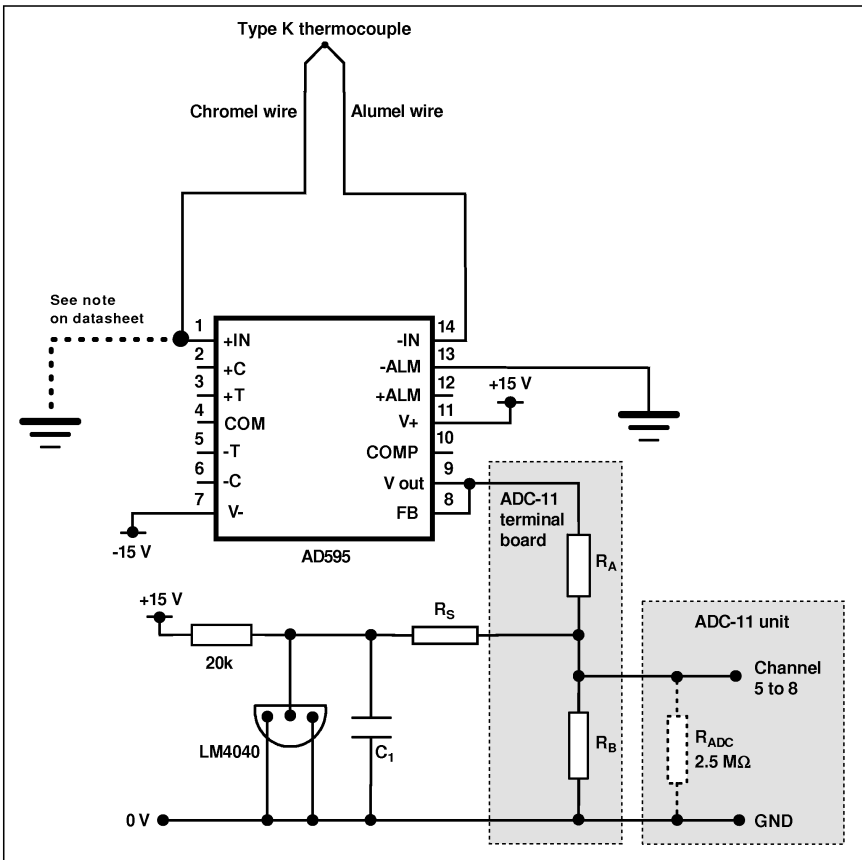 Type K thermocouple
Chromel wire
Alumel wire
See note
on datasheet
1
+IN
2
+C
3
+T
4
COM
5
-T
6
-C
7
V-
14
-IN
13
-ALM
12
+ALM
11
V+
10
COMP
9
V out
8
FB
+15 V
-15 V
AD595
ADC-11
terminal
board
RA
+15 V
20k
RS
LM4040
C1
RB
ADC-11 unit
Channel
5 to 8
RADC
2.5 MΩ
0 V
GND